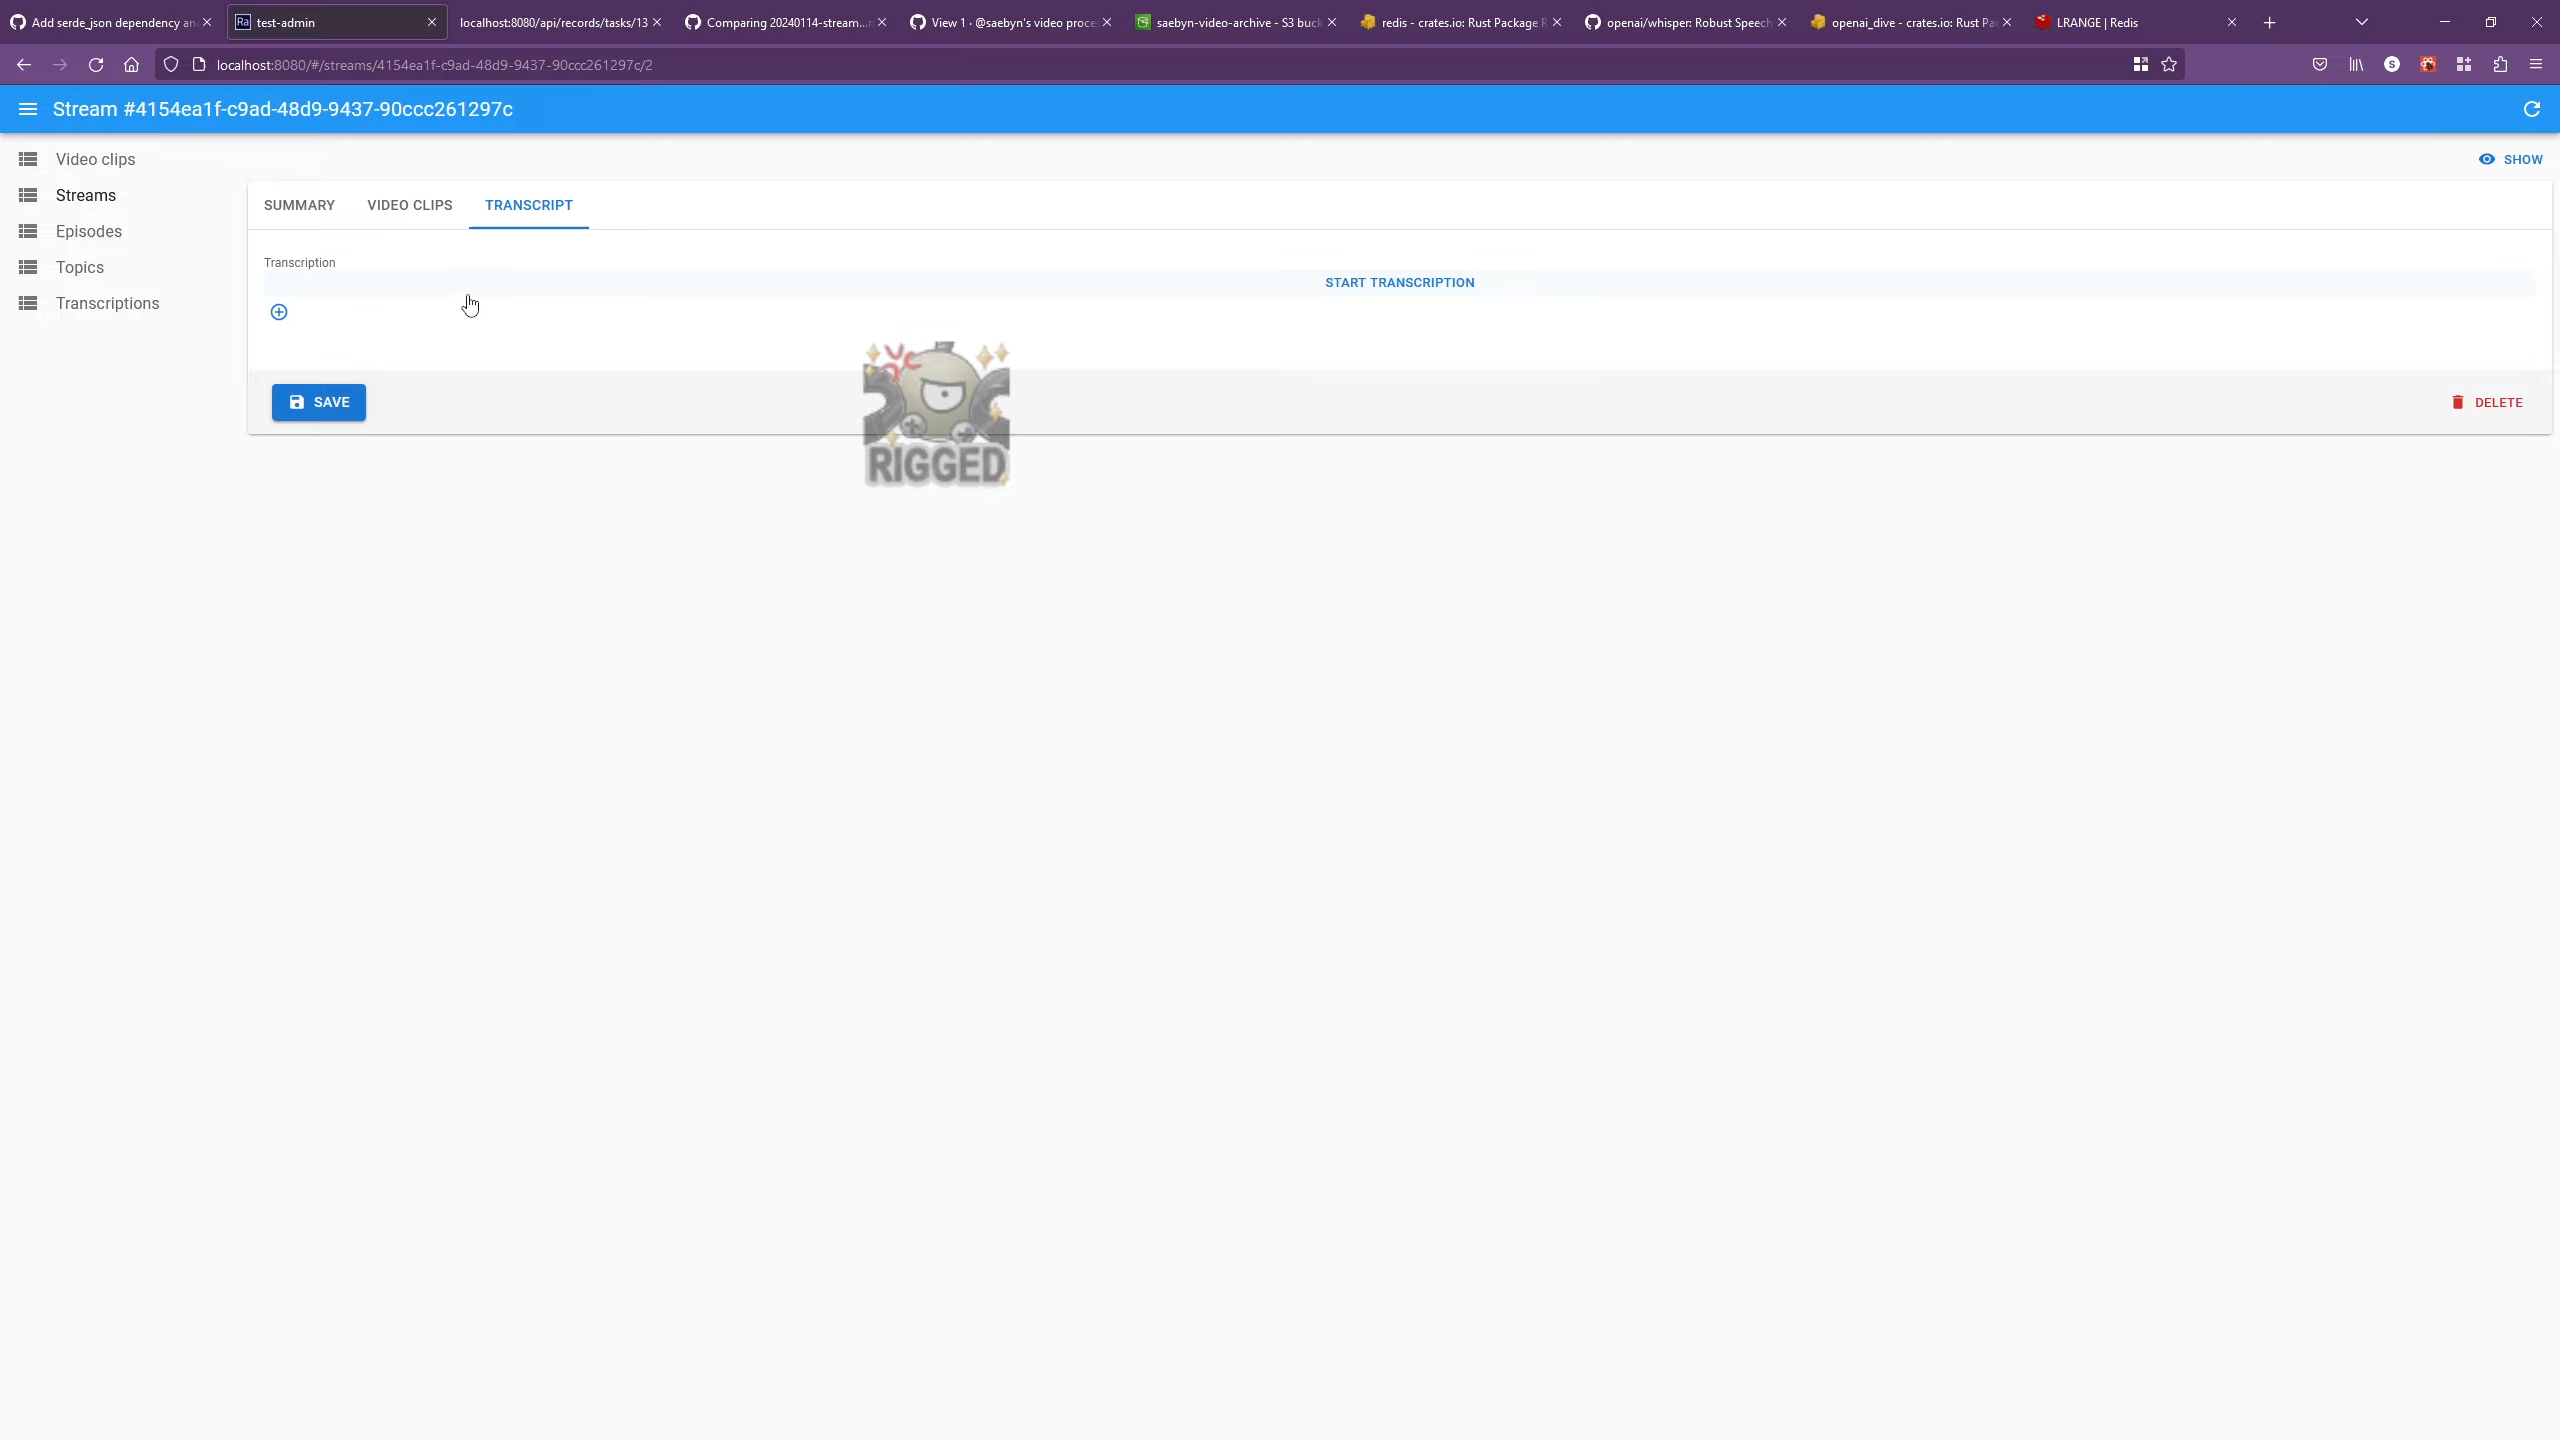 Add serde_json dependency an
test-admin
localhost:8080/api/records/tasks/13
Comparing 20240114-stream...
View 1 · @saebyn's video proce
saebyn-video-archive - S3 buck
redis - crates.io: Rust Package R
openai/whisper: Robust Speech
openai_dive - crates.io: Rust Pa
LRANGE | Redis
localhost:8080/#/streams/4154ea1f-c9ad-48d9-9437-90ccc261297c/2
Stream #4154ea1f-c9ad-48d9-9437-90ccc261297c
Video clips
Streams
Episodes
Topics
Transcriptions
SHOW
SUMMARY
VIDEO CLIPS
TRANSCRIPT
Transcription
START TRANSCRIPTION
RIGGED
SAVE
DELETE